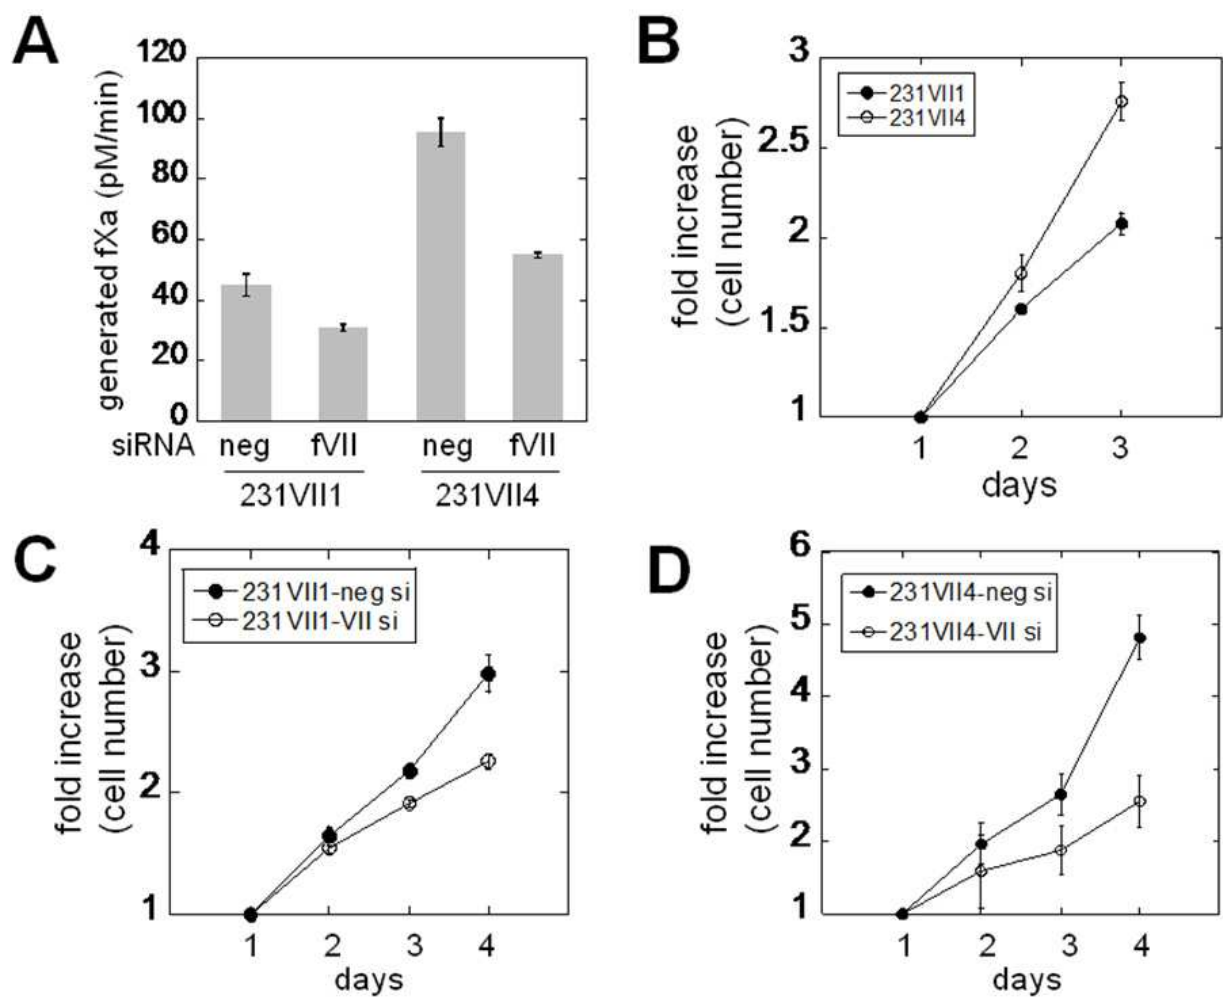 A
120
100
80
60
40
20
0
generated fXa (pM/min)
siRNA neg fVII neg fVII
231VII1 231VII4
B
3
2.5
2
1.5
1
fold increase
(cell number)
231VII1
231VII4
1 2 3
days
C
4
3
2
1
fold increase
(cell number)
231VII1-neg si
231VII1-VII si
1 2 3 4
days
D
6
5
4
3
2
1
fold increase
(cell number)
231VII4-neg si
231VII4-VII si
1 2 3 4
days